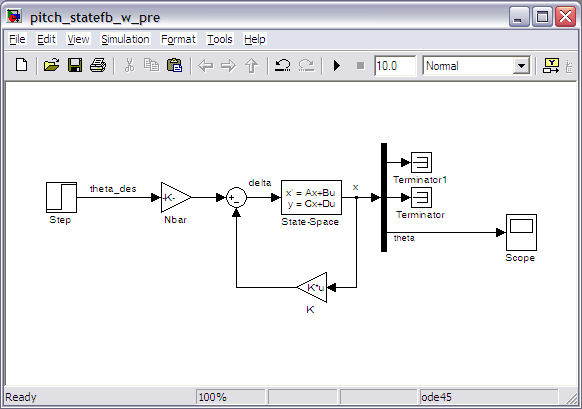 pitch_statefb_w_pre
File Edit View Simulation Format Tools Help
10.0 Normal
Step
theta_des
-K-
Nbar
delta
x' = Ax+Bu
y = Cx+Du
State-Space
x
K*u
K
Terminator1
Terminator
theta
Scope
Ready 100% ode45